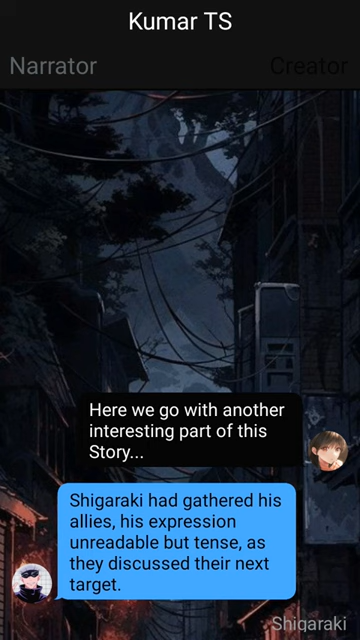 Kumar TS
Narrator
Creator
Here we go with another
interesting part of this
Story...
Shigaraki had gathered his
allies, his expression
unreadable but tense, as
they discussed their next
target.
Shigaraki